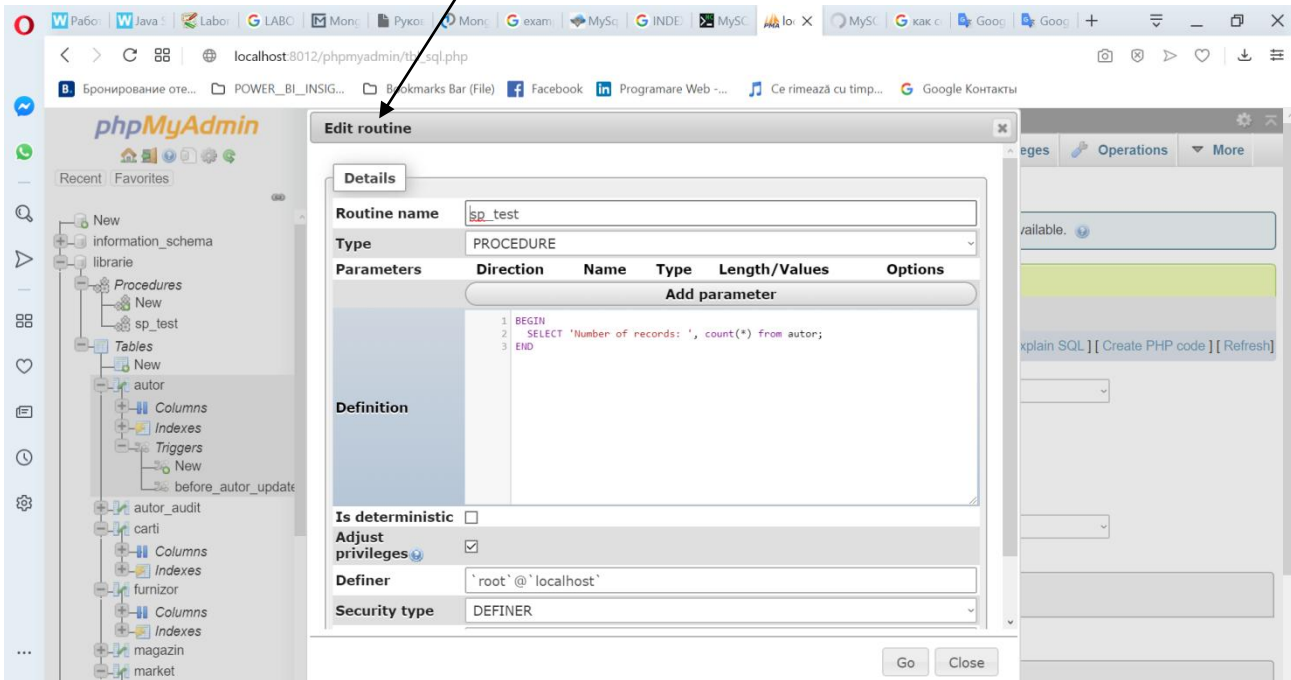 Рабо Java S Labor G LABO Mong Руков Mong G exam MySq G INDE MySC lo MySC G как с Goog Goog
localhost:8012/phpmyadmin/tbl_sql.php
Бронирование оте... POWER_BI_INSIG... Bookmarks Bar (File) Facebook Programare Web -... Ce rimează cu timp... Google Контакты
phpMyAdmin
Recent Favorites
New
information_schema
librarie
Procedures
New
sp_test
Tables
New
autor
Columns
Indexes
Triggers
New
before_autor_update
autor_audit
carti
Columns
Indexes
furnizor
Columns
Indexes
magazin
market
Edit routine
Details
Routine name sp_test
Type PROCEDURE
Parameters Direction Name Type Length/Values Options
Add parameter
Definition
1 BEGIN
2 SELECT 'Number of records: ', count(*) from autor;
3 END
Is deterministic
Adjust privileges
Definer `root`@`localhost`
Security type DEFINER
Go Close
eges Operations More
vailable.
xplain SQL ] [ Create PHP code ] [ Refresh]